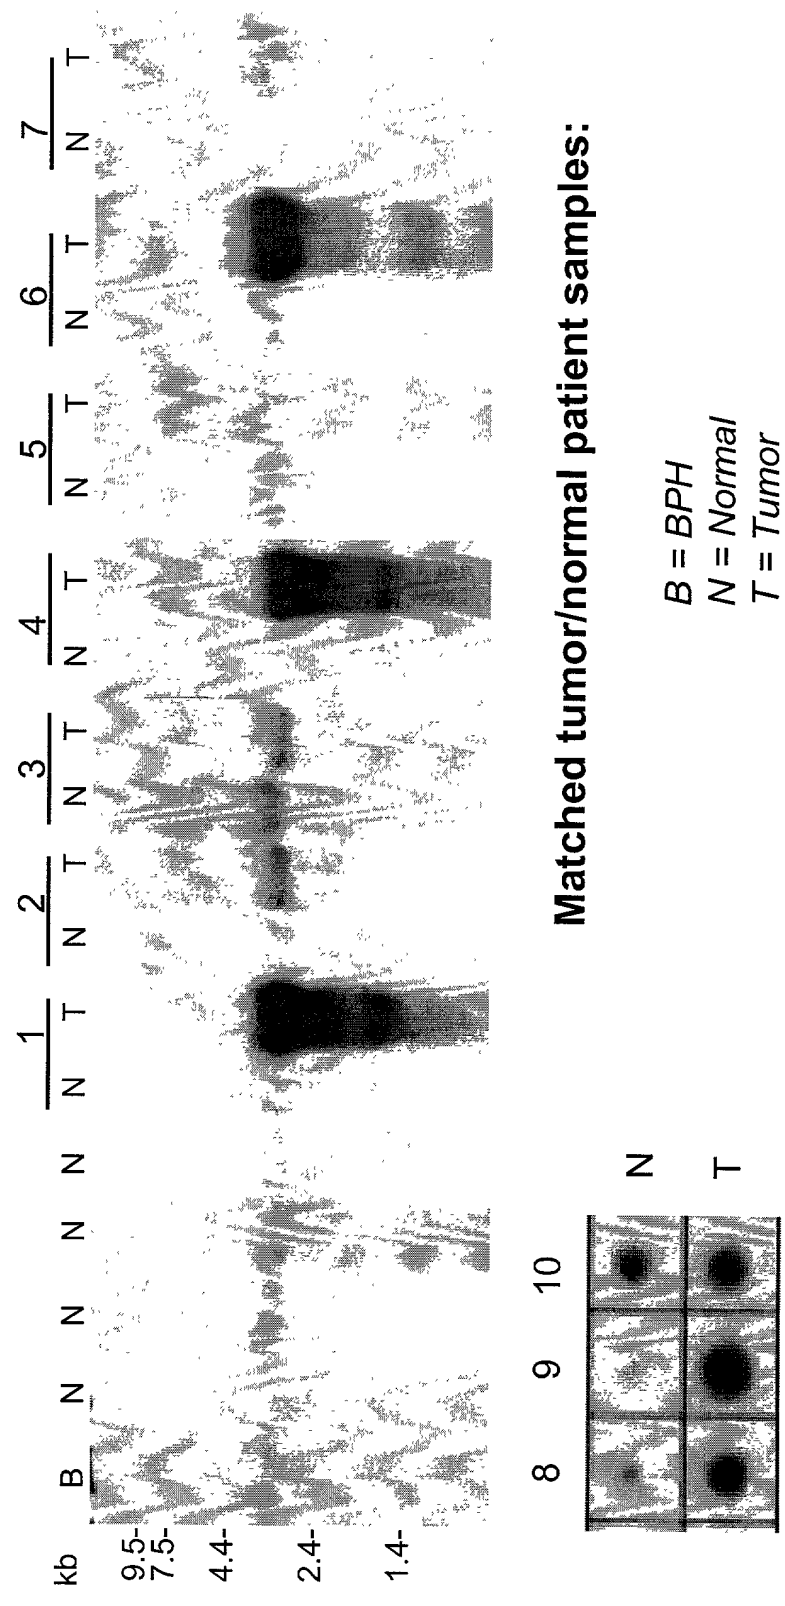 1 2 3 4 5 6 7
kb B N N N N N T N T N T N T N T N T N T
9.5-
7.5-
4.4-
2.4-
1.4-
Matched tumor/normal patient samples:
8 9 10
N
T
B = BPH
N = Normal
T = Tumor